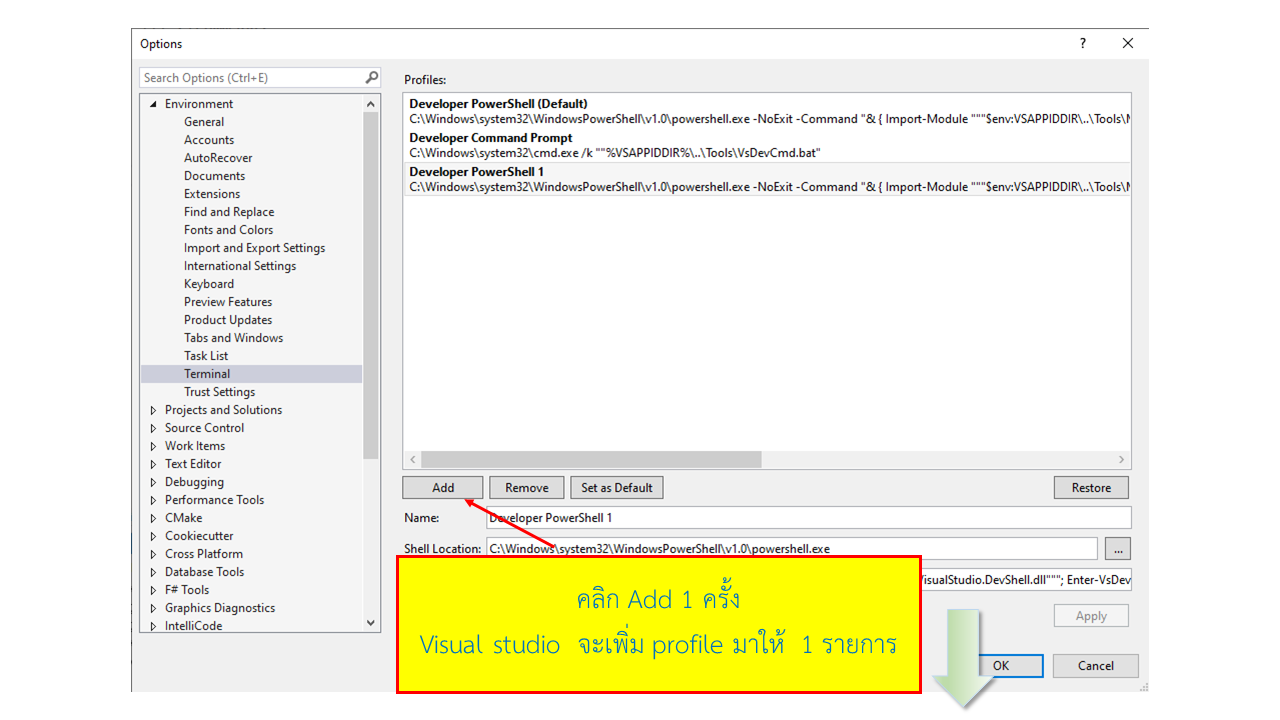 Options
?
Search Options (Ctrl+E)
Environment
General
Accounts
AutoRecover
Documents
Extensions
Find and Replace
Fonts and Colors
Import and Export Settings
International Settings
Keyboard
Preview Features
Product Updates
Tabs and Windows
Task List
Terminal
Trust Settings
Projects and Solutions
Source Control
Work Items
Text Editor
Debugging
Performance Tools
CMake
Cookiecutter
Cross Platform
Database Tools
F# Tools
Graphics Diagnostics
IntelliCode
Profiles:
Developer PowerShell (Default)
C:\Windows\system32\WindowsPowerShell\v1.0\powershell.exe -NoExit -Command "& { Import-Module """$env:VSAPPIDDIR\..\Tools\
Developer Command Prompt
C:\Windows\system32\cmd.exe /k ""%VSAPPIDDIR%\..\Tools\VsDevCmd.bat"
Developer PowerShell 1
C:\Windows\system32\WindowsPowerShell\v1.0\powershell.exe -NoExit -Command "& { Import-Module """$env:VSAPPIDDIR\..\Tools\
Add Remove Set as Default Restore
Name: Developer PowerShell 1
Shell Location: C:\Windows\system32\WindowsPowerShell\v1.0\powershell.exe ...
isualStudio.DevShell.dll"""; Enter-VsDev
คลิก Add 1 ครั้ง
Visual studio จะเพิ่ม profile มาให้ 1 รายการ
Apply
OK Cancel